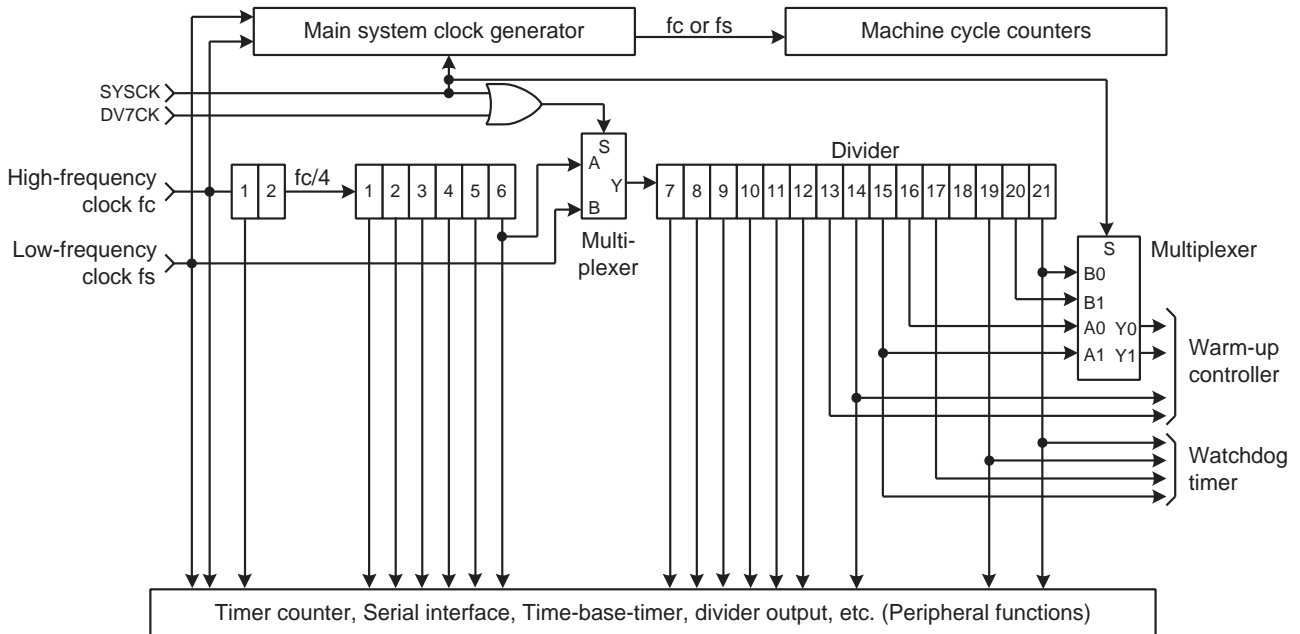 Main system clock generator
fc or fs
Machine cycle counters
SYSCK
DV7CK
High-frequency
clock fc
1 2
fc/4
1 2 3 4 5 6
S
A
Y
B
Multi-
plexer
Divider
7 8 9 10 11 12 13 14 15 16 17 18 19 20 21
Low-frequency
clock fs
S
Multiplexer
B0
B1
A0 Y0
A1 Y1
Warm-up
controller
Watchdog
timer
Timer counter, Serial interface, Time-base-timer, divider output, etc. (Peripheral functions)